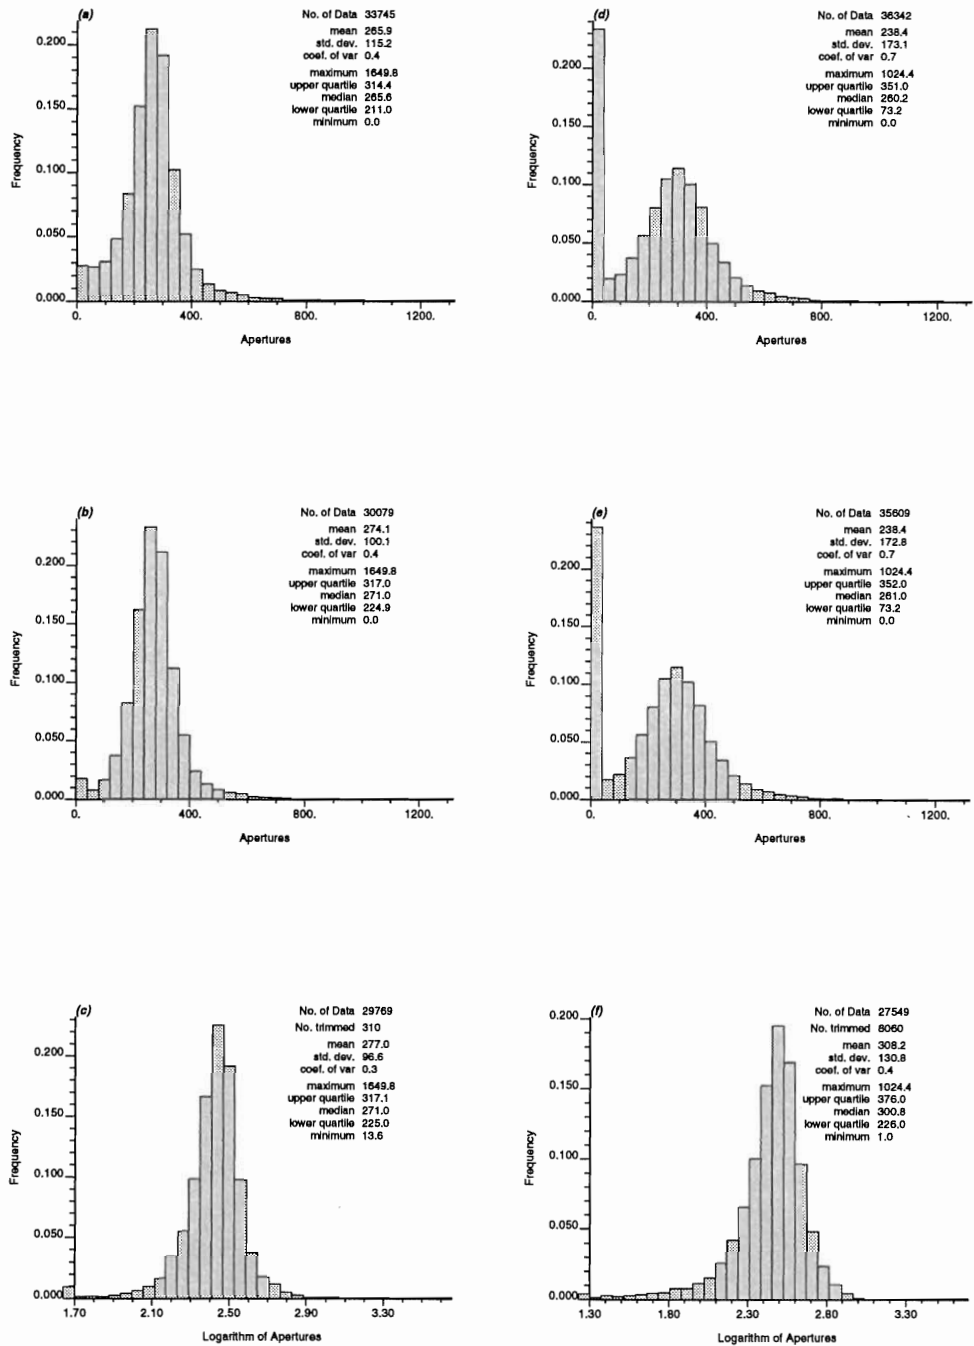 (a)
No. of Data 33745
mean 265.9
std. dev. 115.2
coef. of var 0.4
maximum 1649.8
upper quartile 314.4
median 265.6
lower quartile 211.0
minimum 0.0
Frequency
0.200
0.150
0.100
0.050
0.000
0. 400. 800. 1200.
Apertures
(d)
No. of Data 36342
mean 238.4
std. dev. 173.1
coef. of var 0.7
maximum 1024.4
upper quartile 351.0
median 260.2
lower quartile 73.2
minimum 0.0
Frequency
0.200
0.150
0.100
0.050
0.000
0. 400. 800. 1200.
Apertures
(b)
No. of Data 30079
mean 274.1
std. dev. 100.1
coef. of var 0.4
maximum 1649.8
upper quartile 317.0
median 271.0
lower quartile 224.9
minimum 0.0
Frequency
0.200
0.150
0.100
0.050
0.000
0. 400. 800. 1200.
Apertures
(e)
No. of Data 35609
mean 238.4
std. dev. 172.8
coef. of var 0.7
maximum 1024.4
upper quartile 352.0
median 261.0
lower quartile 73.2
minimum 0.0
Frequency
0.200
0.150
0.100
0.050
0.000
0. 400. 800. 1200.
Apertures
(c)
No. of Data 29769
No. trimmed 310
mean 277.0
std. dev. 96.6
coef. of var 0.3
maximum 1649.8
upper quartile 317.1
median 271.0
lower quartile 225.0
minimum 13.6
Frequency
0.200
0.150
0.100
0.050
0.000
1.70 2.10 2.50 2.90 3.30
Logarithm of Apertures
(f)
No. of Data 27549
No. trimmed 8060
mean 308.2
std. dev. 130.8
coef. of var 0.4
maximum 1024.4
upper quartile 376.0
median 300.8
lower quartile 226.0
minimum 1.0
Frequency
0.200
0.150
0.100
0.050
0.000
1.30 1.80 2.30 2.80 3.30
Logarithm of Apertures